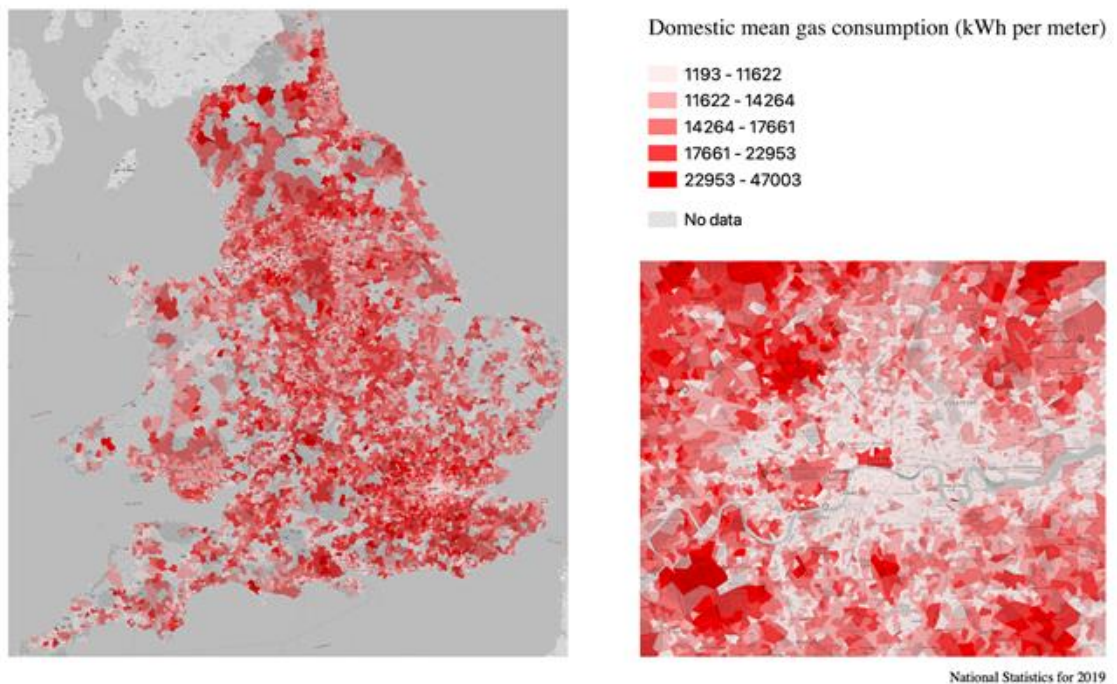 Domestic mean gas consumption (kWh per meter)
1193 - 11622
11622 - 14264
14264 - 17661
17661 - 22953
22953 - 47003
No data
National Statistics for 2019